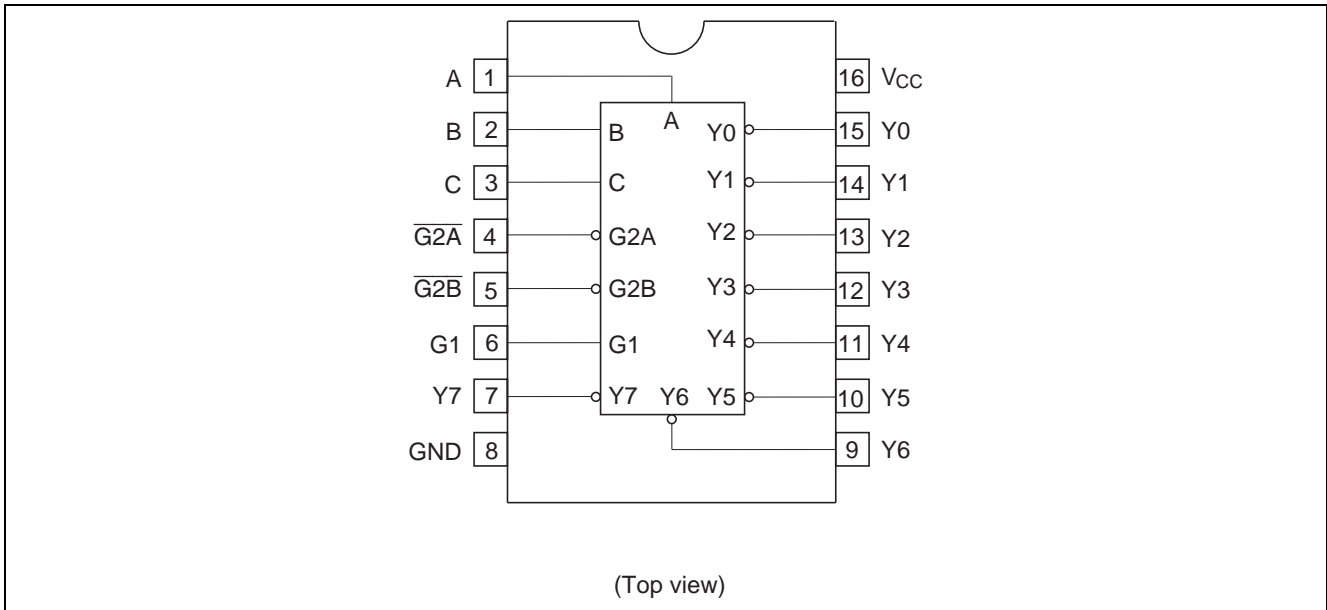 A 1 16 VCC
A
B 2 B Y0 15 Y0
C 3 C Y1 14 Y1
G2A 4 G2A Y2 13 Y2
G2B 5 G2B Y3 12 Y3
G1 6 G1 Y4 11 Y4
Y7 7 Y7 Y6 Y5 10 Y5
GND 8 9 Y6
(Top view)